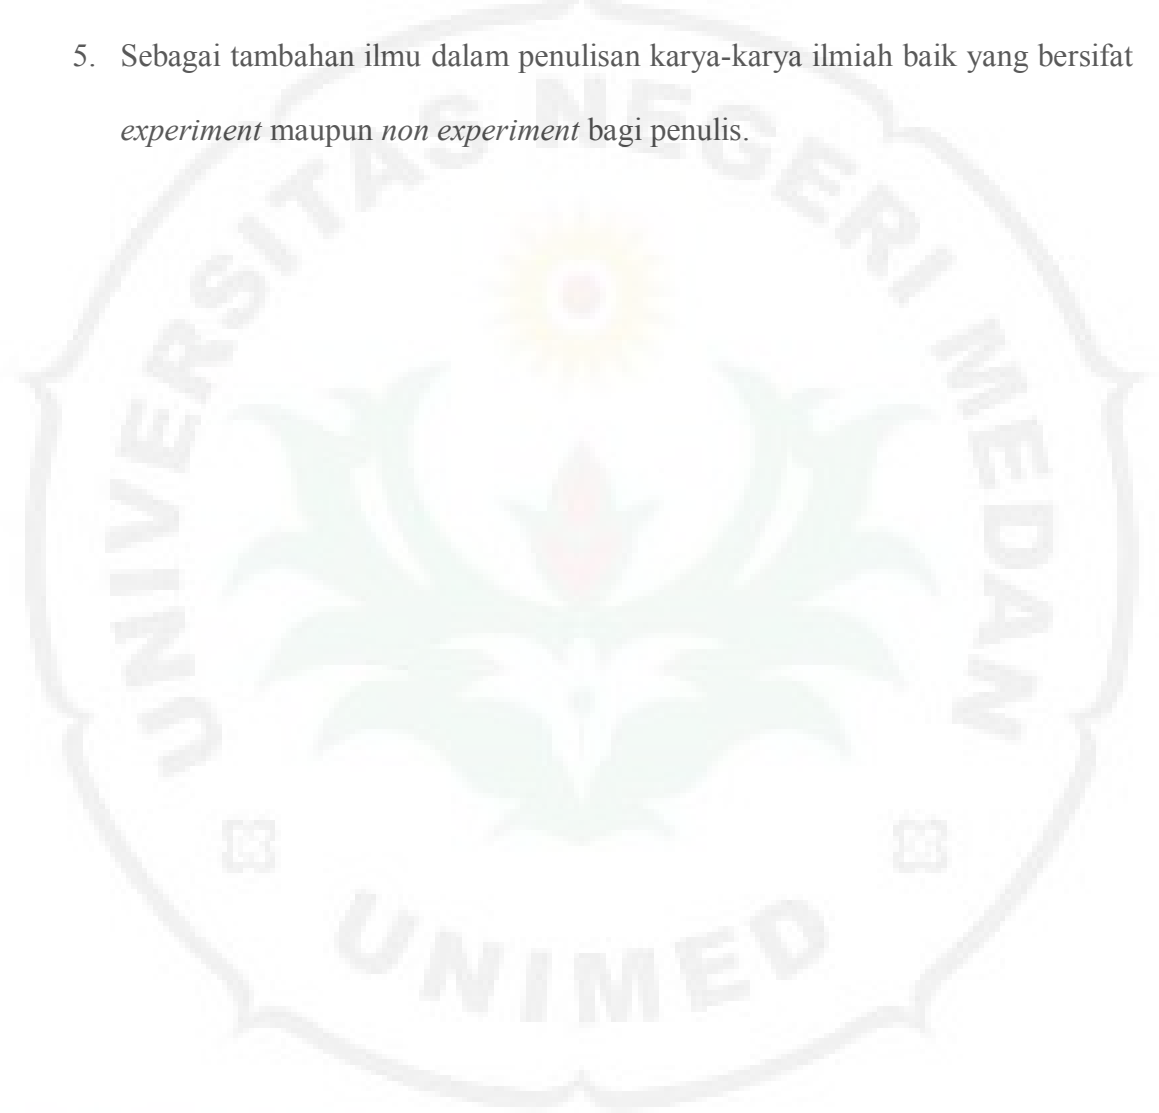 5. Sebagai tambahan ilmu dalam penulisan karya-karya ilmiah baik yang bersifat
experiment maupun non experiment bagi penulis.
UNIVERSITAS NEGERI MEDAN
UNIMED